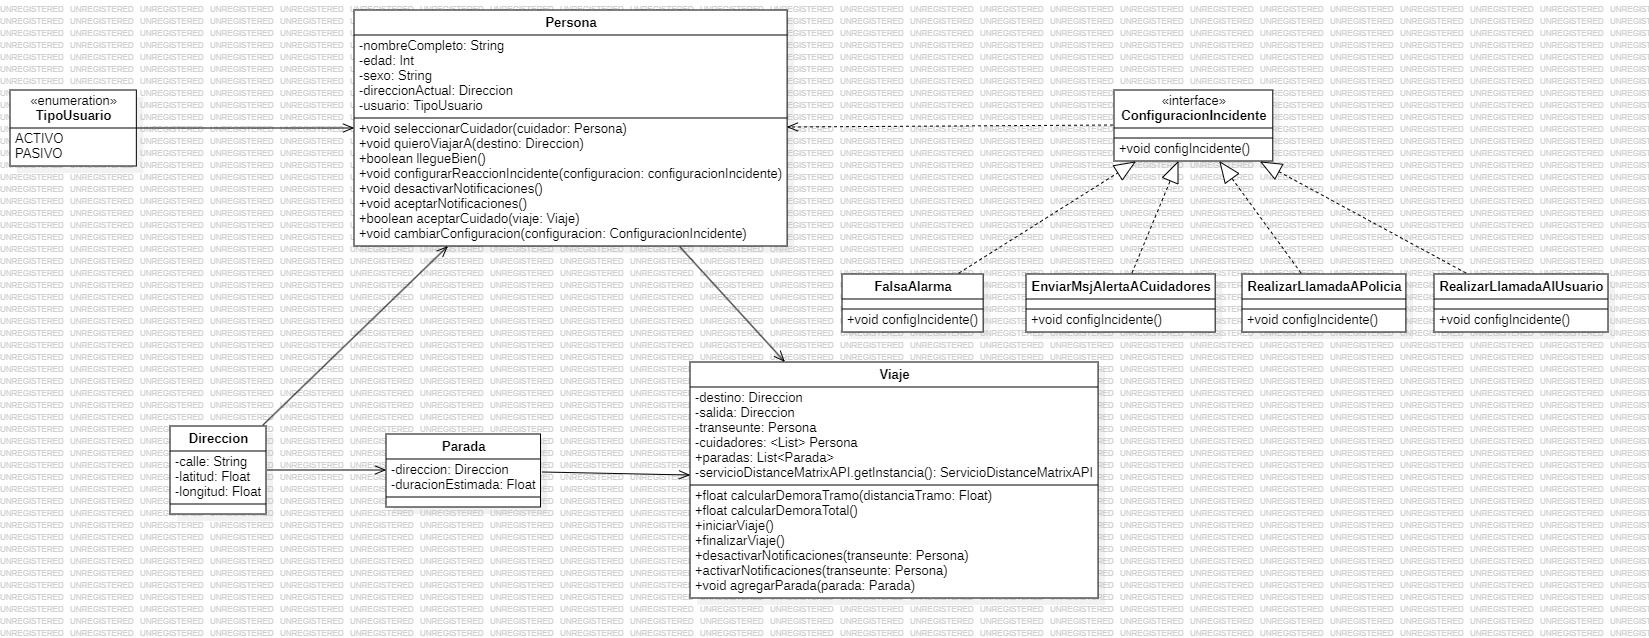 Persona
-nombreCompleto: String
-edad: Int
-sexo: String
-direccionActual: Direccion
-usuario: TipoUsuario
+void seleccionarCuidador(cuidador: Persona)
+void quieroViajarA(destino: Direccion)
+boolean llegueBien()
+void configurarReaccionIncidente(configuracion: configuracionIncidente)
+void desactivarNotificaciones()
+void aceptarNotificaciones()
+boolean aceptarCuidado(viaje: Viaje)
+void cambiarConfiguracion(configuracion: ConfiguracionIncidente)
«enumeration»
TipoUsuario
ACTIVO
PASIVO
«interface»
ConfiguracionIncidente
+void configIncidente()
FalsaAlarma
+void configIncidente()
EnviarMsjAlertaACuidadores
+void configIncidente()
RealizarLlamadaAPolicia
+void configIncidente()
RealizarLlamadaAlUsuario
+void configIncidente()
Viaje
-destino: Direccion
-salida: Direccion
-transeunte: Persona
-cuidadores: <List> Persona
+paradas: List<Parada>
-servicioDistanceMatrixAPI.getInstancia(): ServicioDistanceMatrixAPI
+float calcularDemoraTramo(distanciaTramo: Float)
+float calcularDemoraTotal()
+iniciarViaje()
+finalizarViaje()
+desactivarNotificaciones(transeunte: Persona)
+activarNotificaciones(transeunte: Persona)
+void agregarParada(parada: Parada)
Direccion
-calle: String
-latitud: Float
-longitud: Float
Parada
-direccion: Direccion
-duracionEstimada: Float
UNREGISTERED